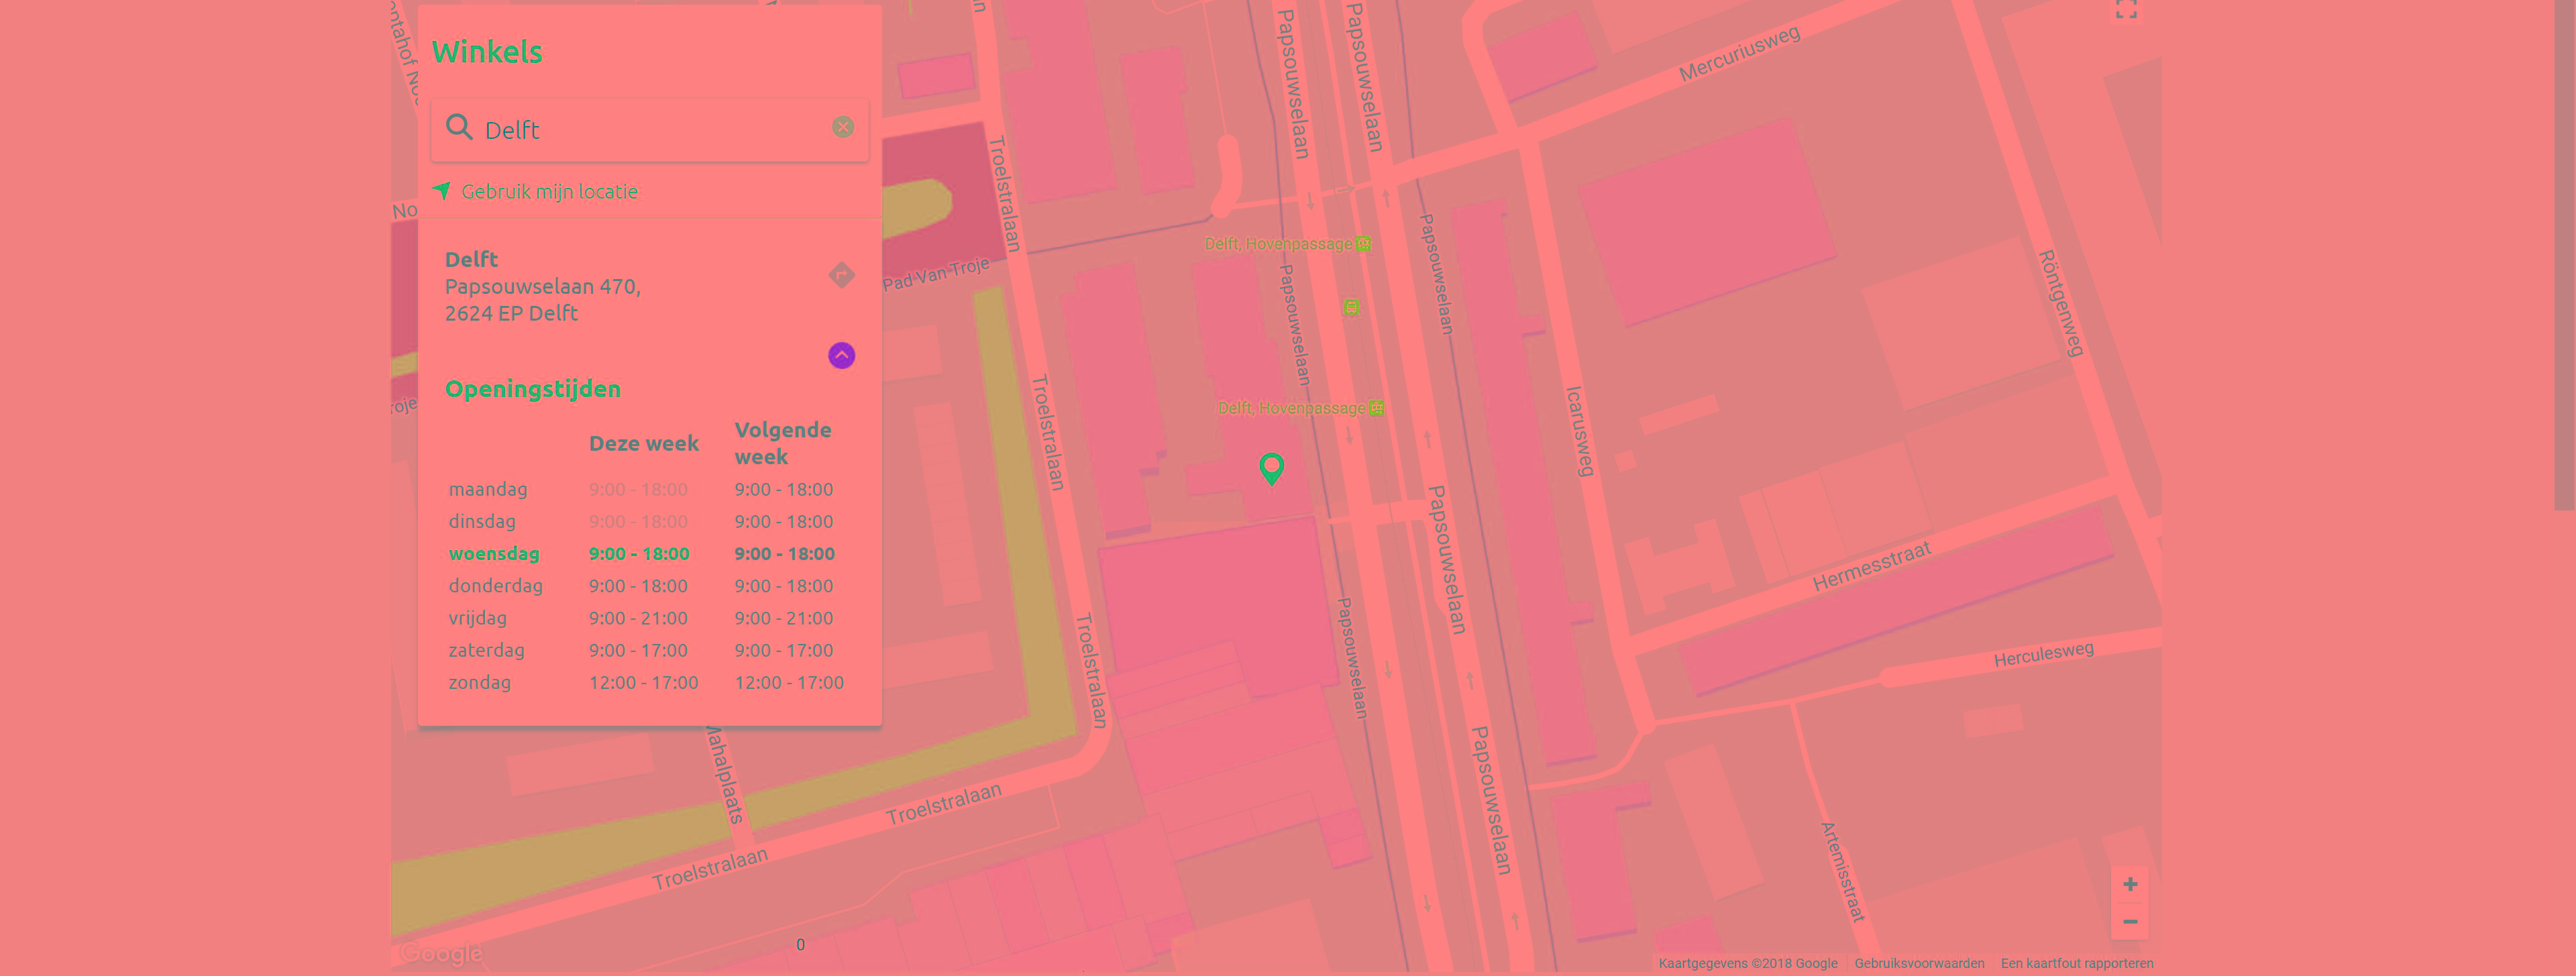 Winkels
Delft
Gebruik mijn locatie
Delft
Papsouwselaan 470,
2624 EP Delft
Openingstijden
Deze week Volgende week
maandag 9:00 - 18:00 9:00 - 18:00
dinsdag 9:00 - 18:00 9:00 - 18:00
woensdag 9:00 - 18:00 9:00 - 18:00
donderdag 9:00 - 18:00 9:00 - 18:00
vrijdag 9:00 - 21:00 9:00 - 21:00
zaterdag 9:00 - 17:00 9:00 - 17:00
zondag 12:00 - 17:00 12:00 - 17:00
Papsouwselaan
Papsouwselaan
Mercuriusweg
Troelstralaan
Pad Van Troje
Delft, Hovenpassage
Papsouwselaan
Papsouwselaan
Röntgenweg
Troelstralaan
Delft, Hovenpassage
Icarusweg
Papsouwselaan
Hermesstraat
Troelstralaan
Papsouwselaan
Herculesweg
Troelstralaan
Papsouwselaan
Troelstralaan
Artemisstraat
0
Google
Kaartgegevens ©2018 Google
Gebruiksvoorwaarden
Een kaartfout rapporteren